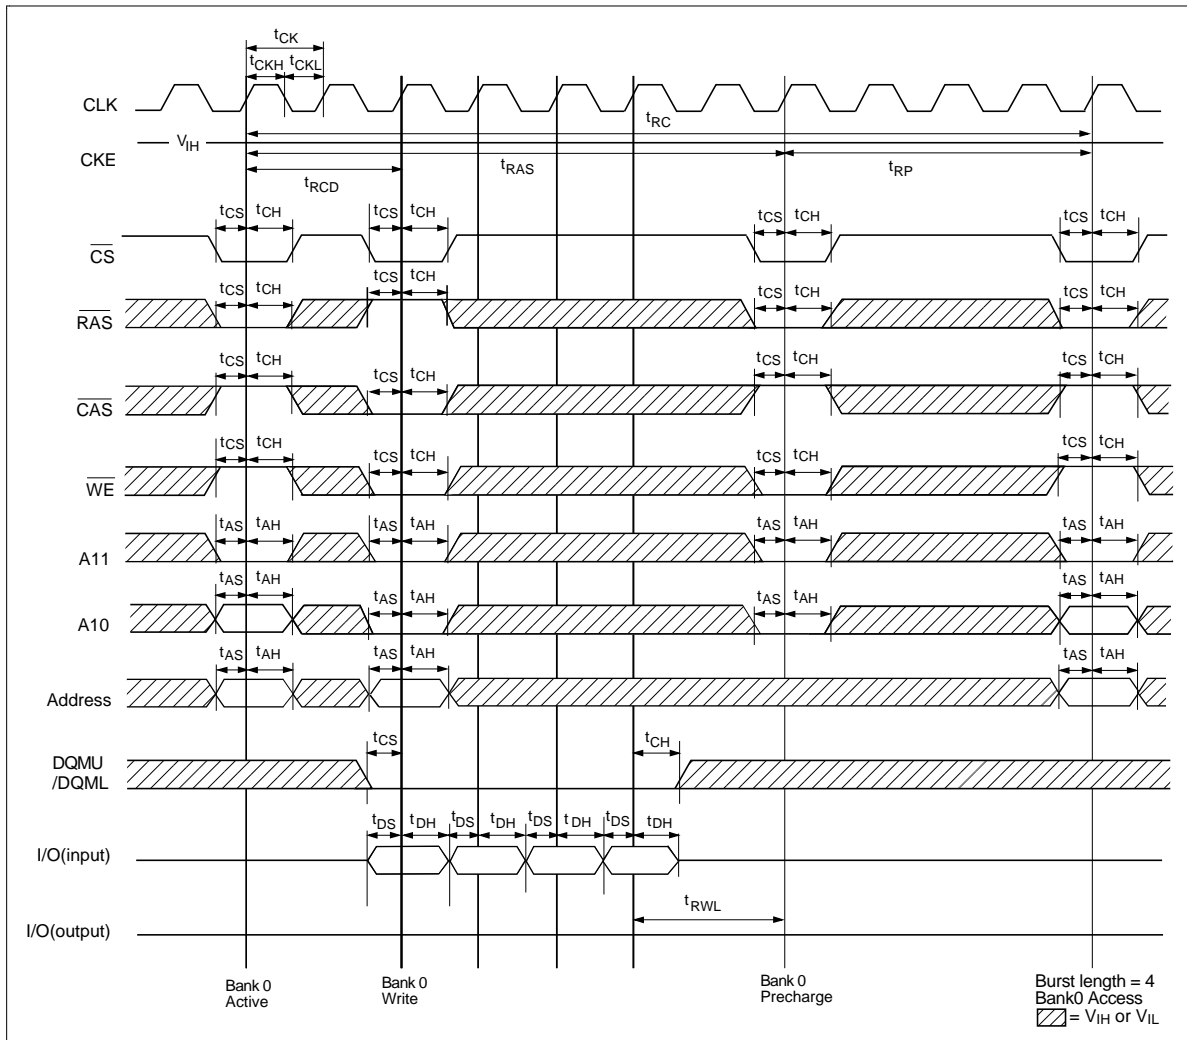 tCK
tCKH tCKL
CLK
tRC
VIH
CKE
tRAS tRP
tRCD
tCS tCH tCS tCH tCS tCH tCS tCH
CS
tCS tCH tCS tCH tCS tCH tCS tCH
RAS
tCS tCH tCS tCH tCS tCH tCS tCH
CAS
tCS tCH tCS tCH tCS tCH tCS tCH
WE
tAS tAH tAS tAH tAS tAH tAS tAH
A11
tAS tAH tAS tAH tAS tAH tAS tAH
A10
tAS tAH tAS tAH tAS tAH
Address
tCS tCH
DQMU
/DQML
tDS tDH tDS tDH tDS tDH tDS tDH
I/O(input)
tRWL
I/O(output)
Bank 0
Active
Bank 0
Write
Bank 0
Precharge
Burst length = 4
Bank0 Access
= VIH or VIL